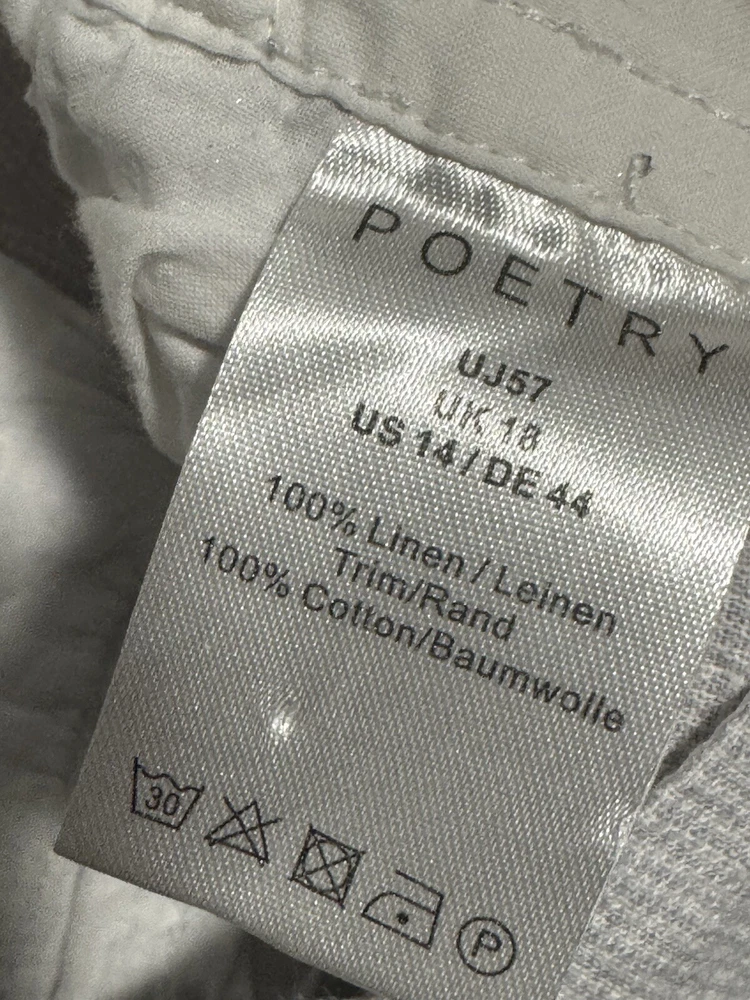 POETRY
UJ57
UK 18
US 14 / DE 44
100% Linen / Leinen
Trim/Rand
100% Cotton/Baumwolle
30
P